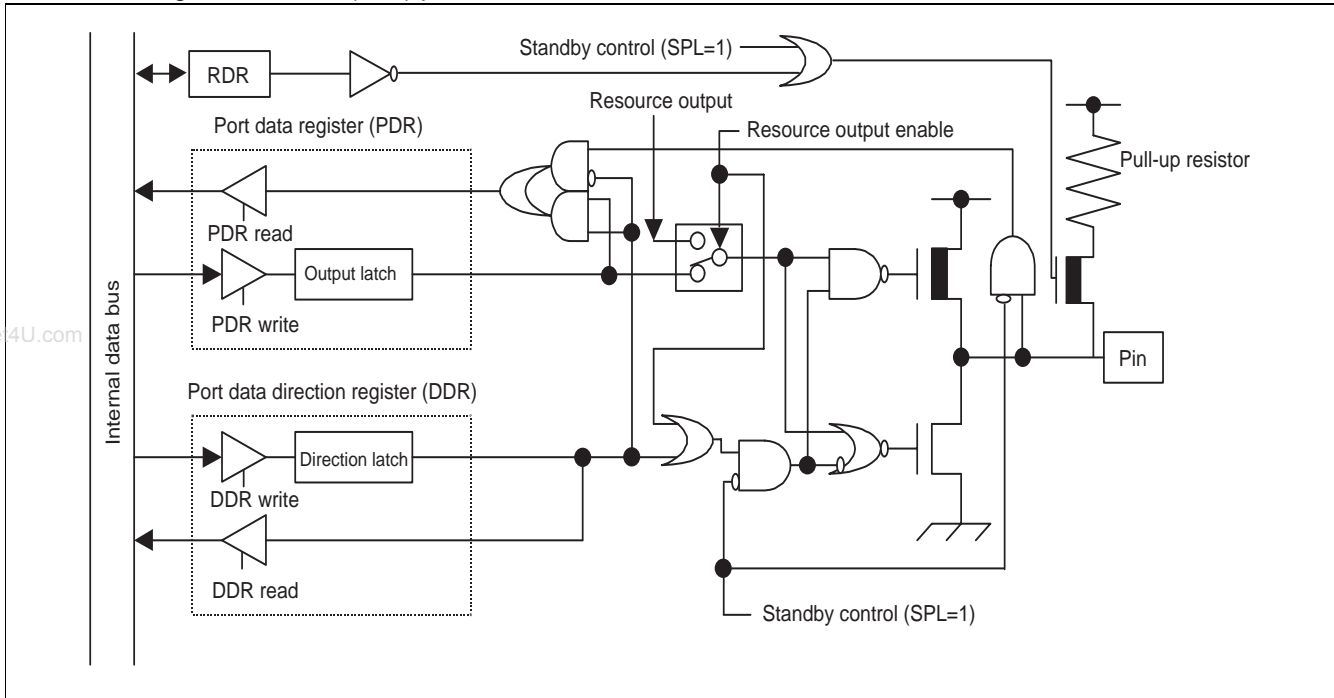 Standby control (SPL=1)
RDR
Resource output
Port data register (PDR)
Resource output enable
Pull-up resistor
PDR read
Output latch
PDR write
et4U.com
Internal data bus
Pin
Port data direction register (DDR)
Direction latch
DDR write
DDR read
Standby control (SPL=1)